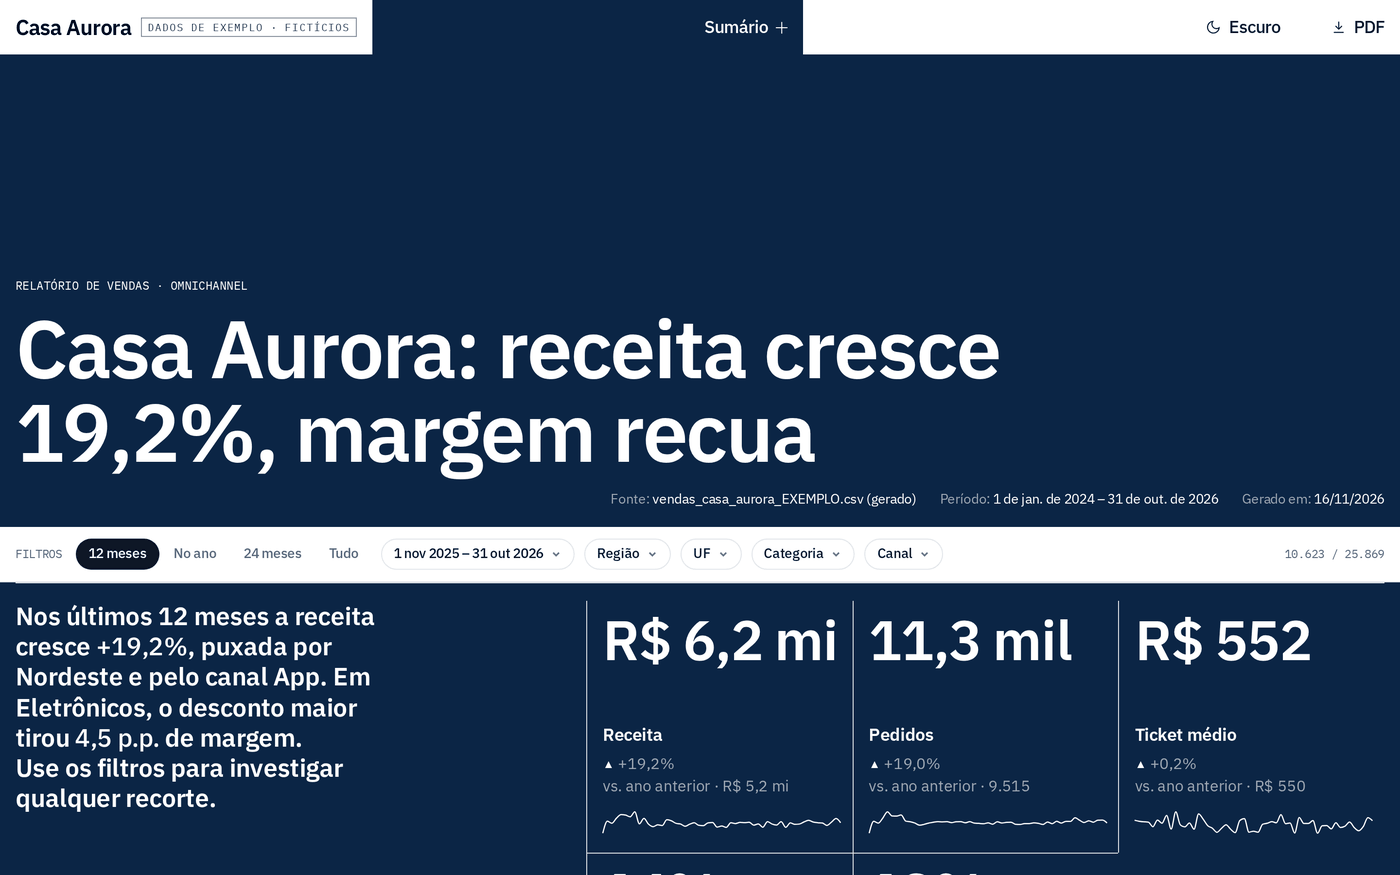 Casa Aurora
DADOS DE EXEMPLO · FICTÍCIOS
Sumário
Escuro
PDF
RELATÓRIO DE VENDAS · OMNICHANNEL
Casa Aurora: receita cresce
19,2%, margem recua
Fonte: vendas_casa_aurora_EXEMPLO.csv (gerado)
Período: 1 de jan. de 2024 – 31 de out. de 2026
Gerado em: 16/11/2026
FILTROS
12 meses
No ano
24 meses
Tudo
1 nov 2025 – 31 out 2026
Região
UF
Categoria
Canal
10.623 / 25.869
Nos últimos 12 meses a receita
cresce +19,2%, puxada por
Nordeste e pelo canal App. Em
Eletrônicos, o desconto maior
tirou 4,5 p.p. de margem.
Use os filtros para investigar
qualquer recorte.
R$ 6,2 mi
Receita
▲ +19,2%
vs. ano anterior · R$ 5,2 mi
11,3 mil
Pedidos
▲ +19,0%
vs. ano anterior · 9.515
R$ 552
Ticket médio
▲ +0,2%
vs. ano anterior · R$ 550